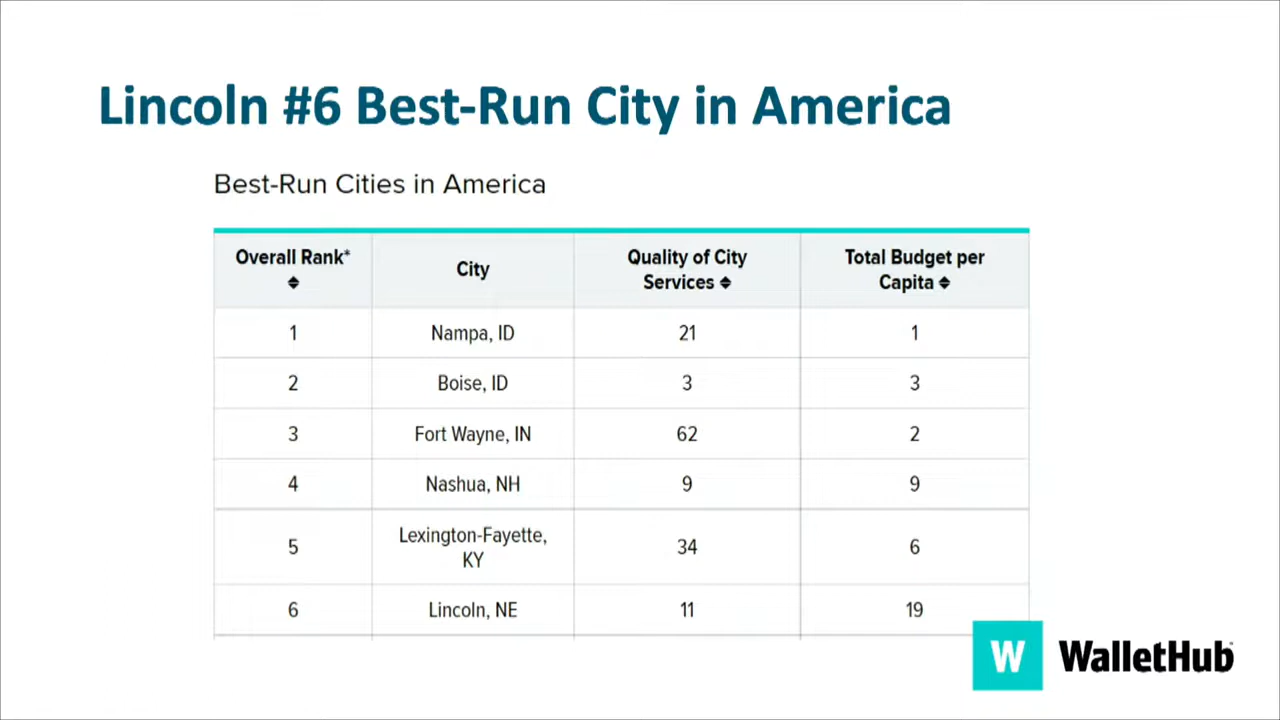 Lincoln #6 Best-Run City in America
Best-Run Cities in America
Overall Rank* City Quality of City Services Total Budget per Capita
1 Nampa, ID 21 1
2 Boise, ID 3 3
3 Fort Wayne, IN 62 2
4 Nashua, NH 9 9
5 Lexington-Fayette, KY 34 6
6 Lincoln, NE 11 19
W WalletHub